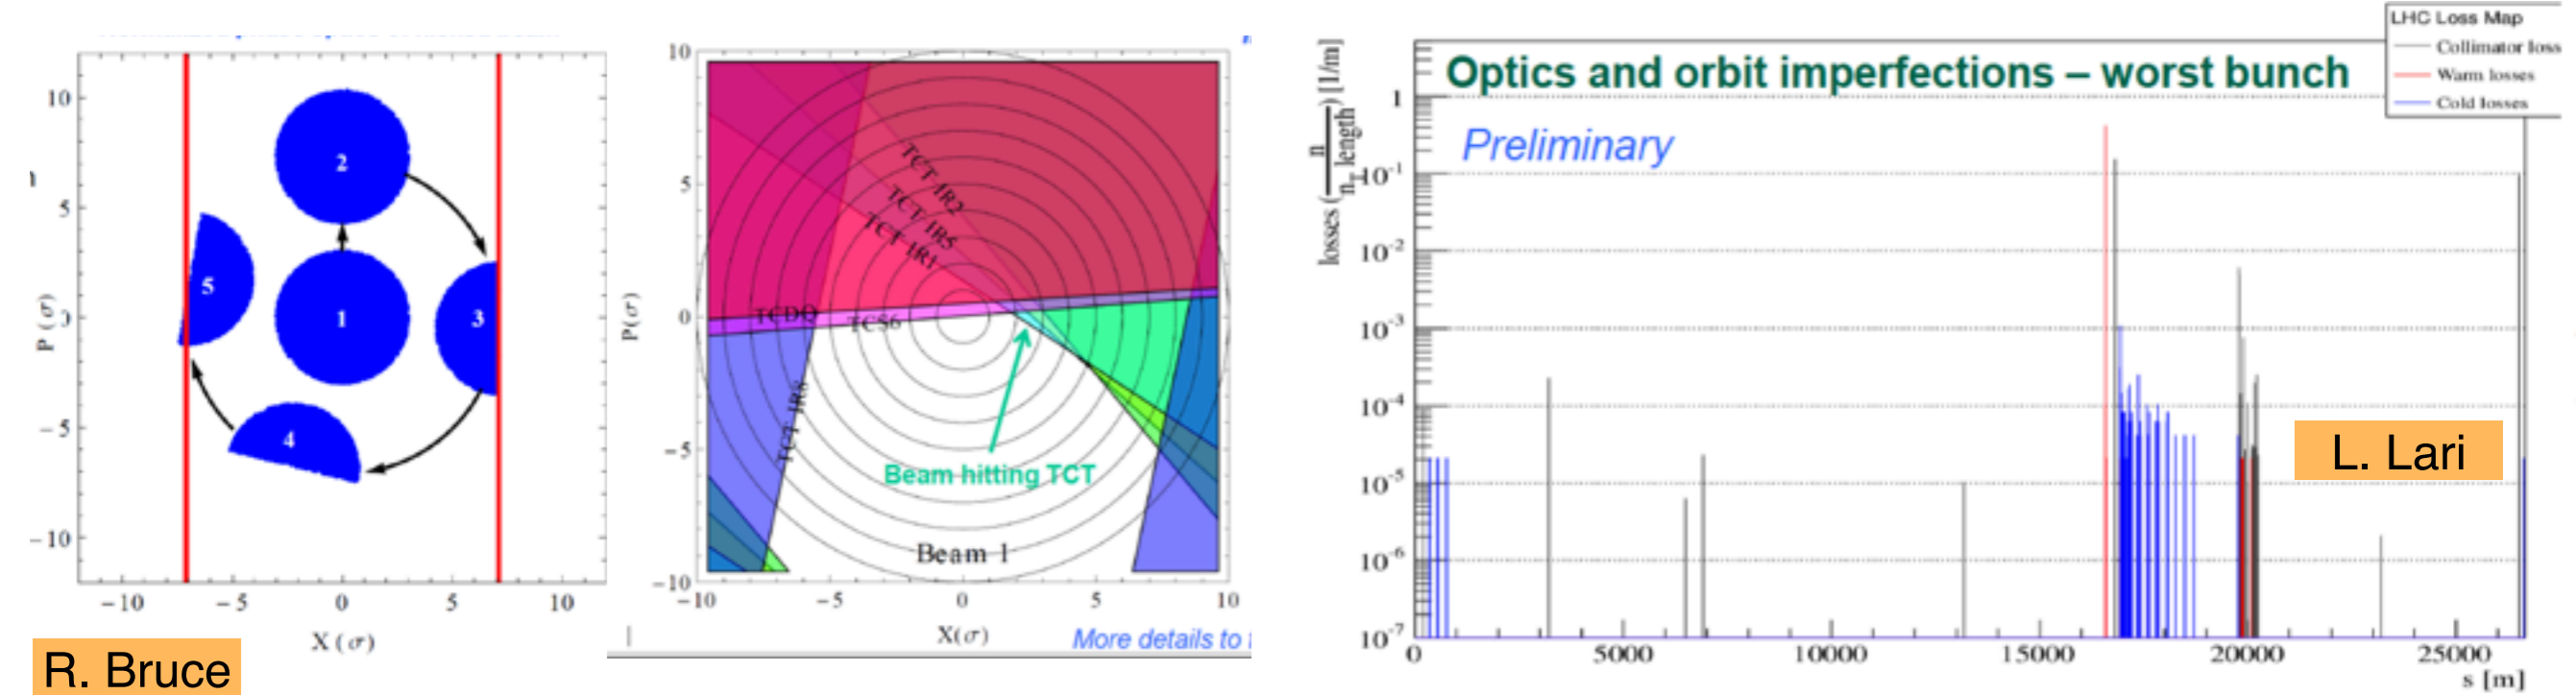 10
5
0
−5
−10
P (σ)
2
5
1
3
4
−10
−5
0
5
10
X (σ)
R. Bruce
10
5
0
−5
−10
P(σ)
TCT IR2
TCT IR5
TCT IR1
TCDQ
TCS6
TCT IR8
Beam hitting TCT
Beam 1
−10
−5
0
5
10
X(σ)
More details to
LHC Loss Map
Collimator loss
Warm losses
Cold losses
Optics and orbit imperfections – worst bunch
Preliminary
losses (n / n_T length) [1/m]
1
10^-1
10^-2
10^-3
10^-4
10^-5
10^-6
10^-7
L. Lari
0
5000
10000
15000
20000
25000
s [m]